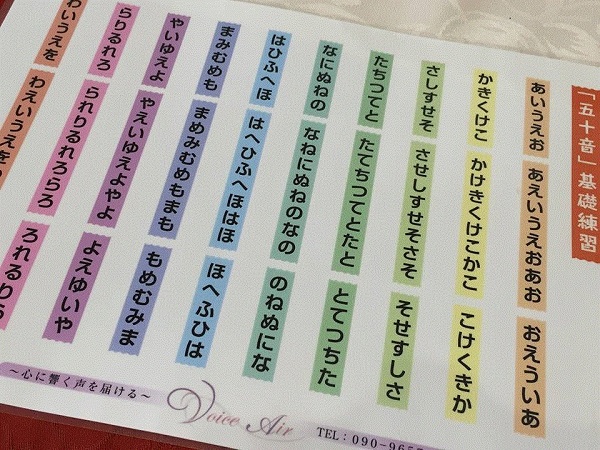 「五十音」基礎練習
あいうえお あえいうえおあお おえういあ
かきくけこ かけきくけこかこ こけくきか
さしすせそ させしすせそさそ そせすしさ
たちつてと たてちつてとたと とてつちた
なにぬねの なねにぬねのなの のねぬにな
はひふへほ はへひふへほはほ ほへふひは
まみむめも まめみむめもまも もめむみま
やいゆえよ やえいゆえよやよ よえゆいや
らりるれろ られりるれろらろ ろれるり
わいうえを わえいうえを
～心に響く声を届ける～
Voice Air
TEL：090-965